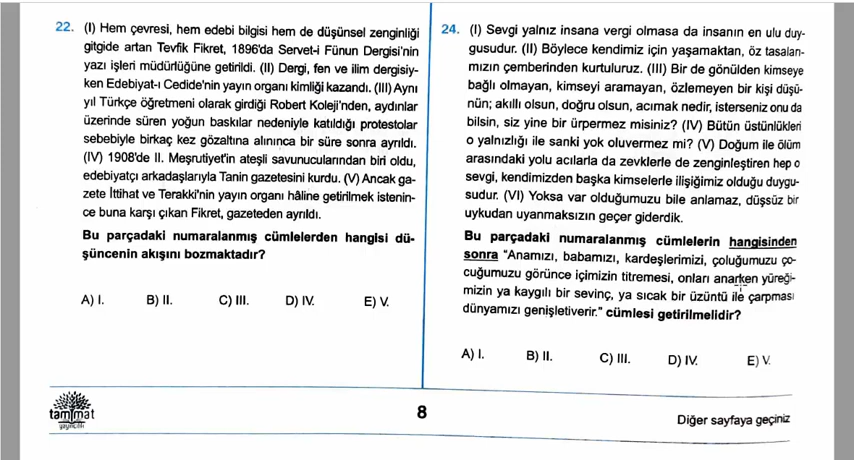 22. (I) Hem çevresi, hem edebi bilgisi hem de düşünsel zenginliği
gitgide artan Tevfik Fikret, 1896'da Servet-i Fünun Dergisi'nin
yazı işleri müdürlüğüne getirildi. (II) Dergi, fen ve ilim dergisiy-
ken Edebiyat-ı Cedide'nin yayın organı kimliği kazandı. (III) Aynı
yıl Türkçe öğretmeni olarak girdiği Robert Koleji'nden, aydınlar
üzerinde süren yoğun baskılar nedeniyle katıldığı protestolar
sebebiyle birkaç kez gözaltına alınınca bir süre sonra ayrıldı.
(IV) 1908'de II. Meşrutiyet'in ateşli savunucularından biri oldu,
edebiyatçı arkadaşlarıyla Tanin gazetesini kurdu. (V) Ancak ga-
zete İttihat ve Terakki'nin yayın organı hâline getirilmek istenin-
ce buna karşı çıkan Fikret, gazeteden ayrıldı.
Bu parçadaki numaralanmış cümlelerden hangisi dü-
şüncenin akışını bozmaktadır?
A) I. B) II. C) III. D) IV. E) V.
24. (I) Sevgi yalnız insana vergi olmasa da insanın en ulu duy-
gusudur. (II) Böylece kendimiz için yaşamaktan, öz tasaları-
mızın çemberinden kurtuluruz. (III) Bir de gönülden kimseye
bağlı olmayan, kimseyi aramayan, özlemeyen bir kişi düşü-
nün; akıllı olsun, doğru olsun, acımak nedir, isterseniz onu da
bilsin, siz yine bir ürpermez misiniz? (IV) Bütün üstünlükleri
o yalnızlığı ile sanki yok oluvermez mi? (V) Doğum ile ölüm
arasındaki yolu acılarla da zevklerle de zenginleştiren hep o
sevgi, kendimizden başka kimselerle ilişiğimiz olduğu duygu-
sudur. (VI) Yoksa var olduğumuzu bile anlamaz, düşsüz bir
uykudan uyanmaksızın geçer giderdik.
Bu parçadaki numaralanmış cümlelerin hangisinden
sonra "Anamızı, babamızı, kardeşlerimizi, çoluğumuzu ço-
cuğumuzu görünce içimizin titremesi, onları anarken yüreği-
mizin ya kaygılı bir sevinç, ya sıcak bir üzüntü ile çarpması
dünyamızı genişletiverir." cümlesi getirilmelidir?
A) I. B) II. C) III. D) IV. E) V.
tammat
yayıncılık
8
Diğer sayfaya geçiniz